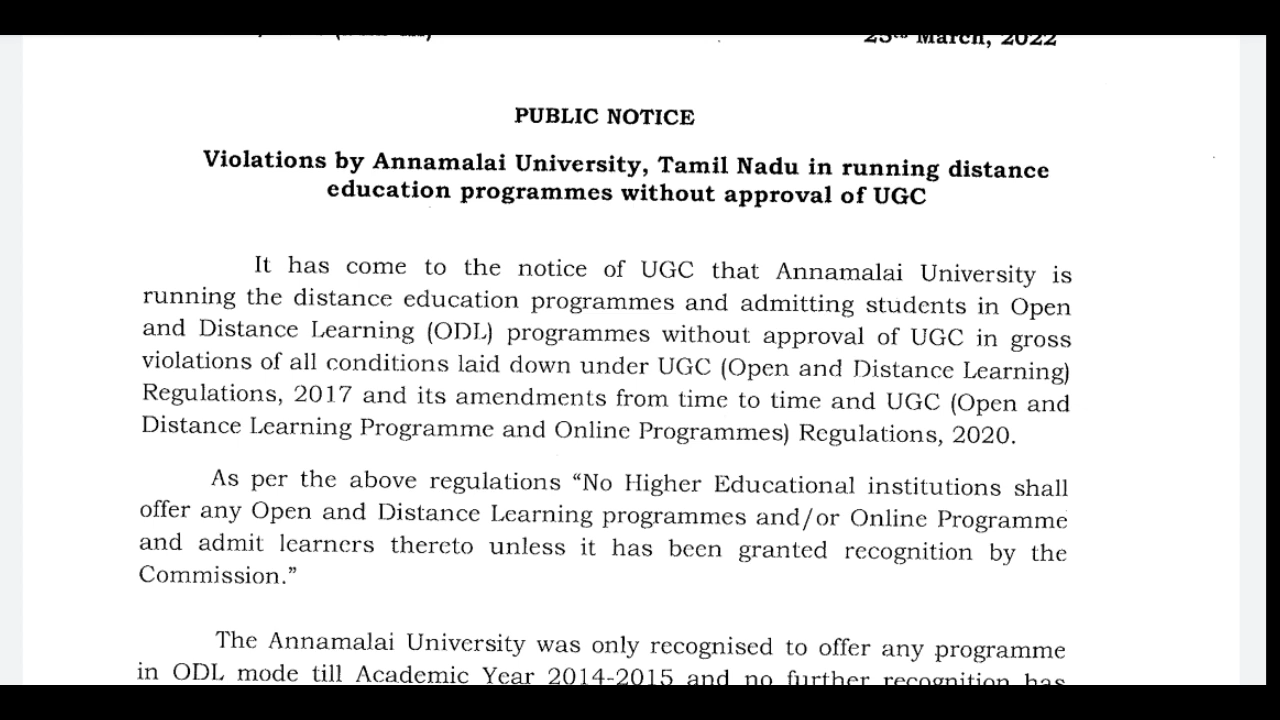 March, 2022
PUBLIC NOTICE
Violations by Annamalai University, Tamil Nadu in running distance
education programmes without approval of UGC
It has come to the notice of UGC that Annamalai University is
running the distance education programmes and admitting students in Open
and Distance Learning (ODL) programmes without approval of UGC in gross
violations of all conditions laid down under UGC (Open and Distance Learning)
Regulations, 2017 and its amendments from time to time and UGC (Open and
Distance Learning Programme and Online Programmes) Regulations, 2020.
As per the above regulations “No Higher Educational institutions shall
offer any Open and Distance Learning programmes and/or Online Programme
and admit learners thereto unless it has been granted recognition by the
Commission.”
The Annamalai University was only recognised to offer any programme
in ODL mode till Academic Year 2014-2015 and no further recognition has